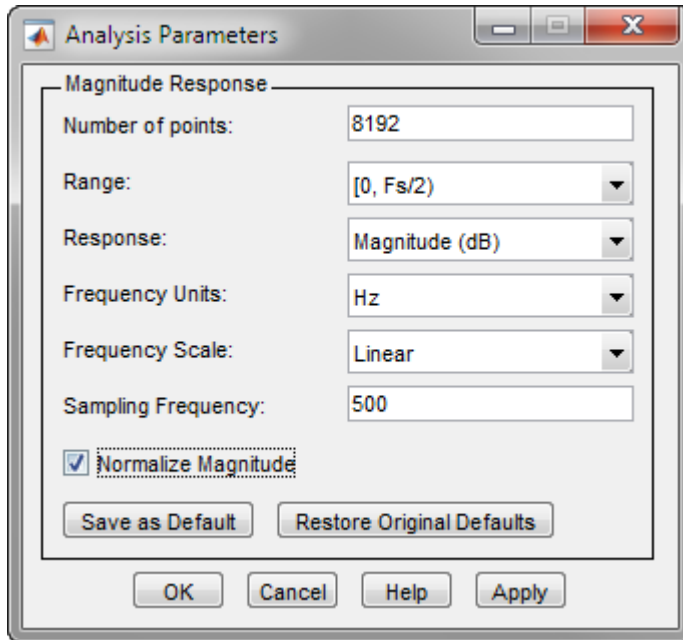 Analysis Parameters
Magnitude Response
Number of points: 8192
Range: [0, Fs/2)
Response: Magnitude (dB)
Frequency Units: Hz
Frequency Scale: Linear
Sampling Frequency: 500
Normalize Magnitude
Save as Default Restore Original Defaults
OK Cancel Help Apply